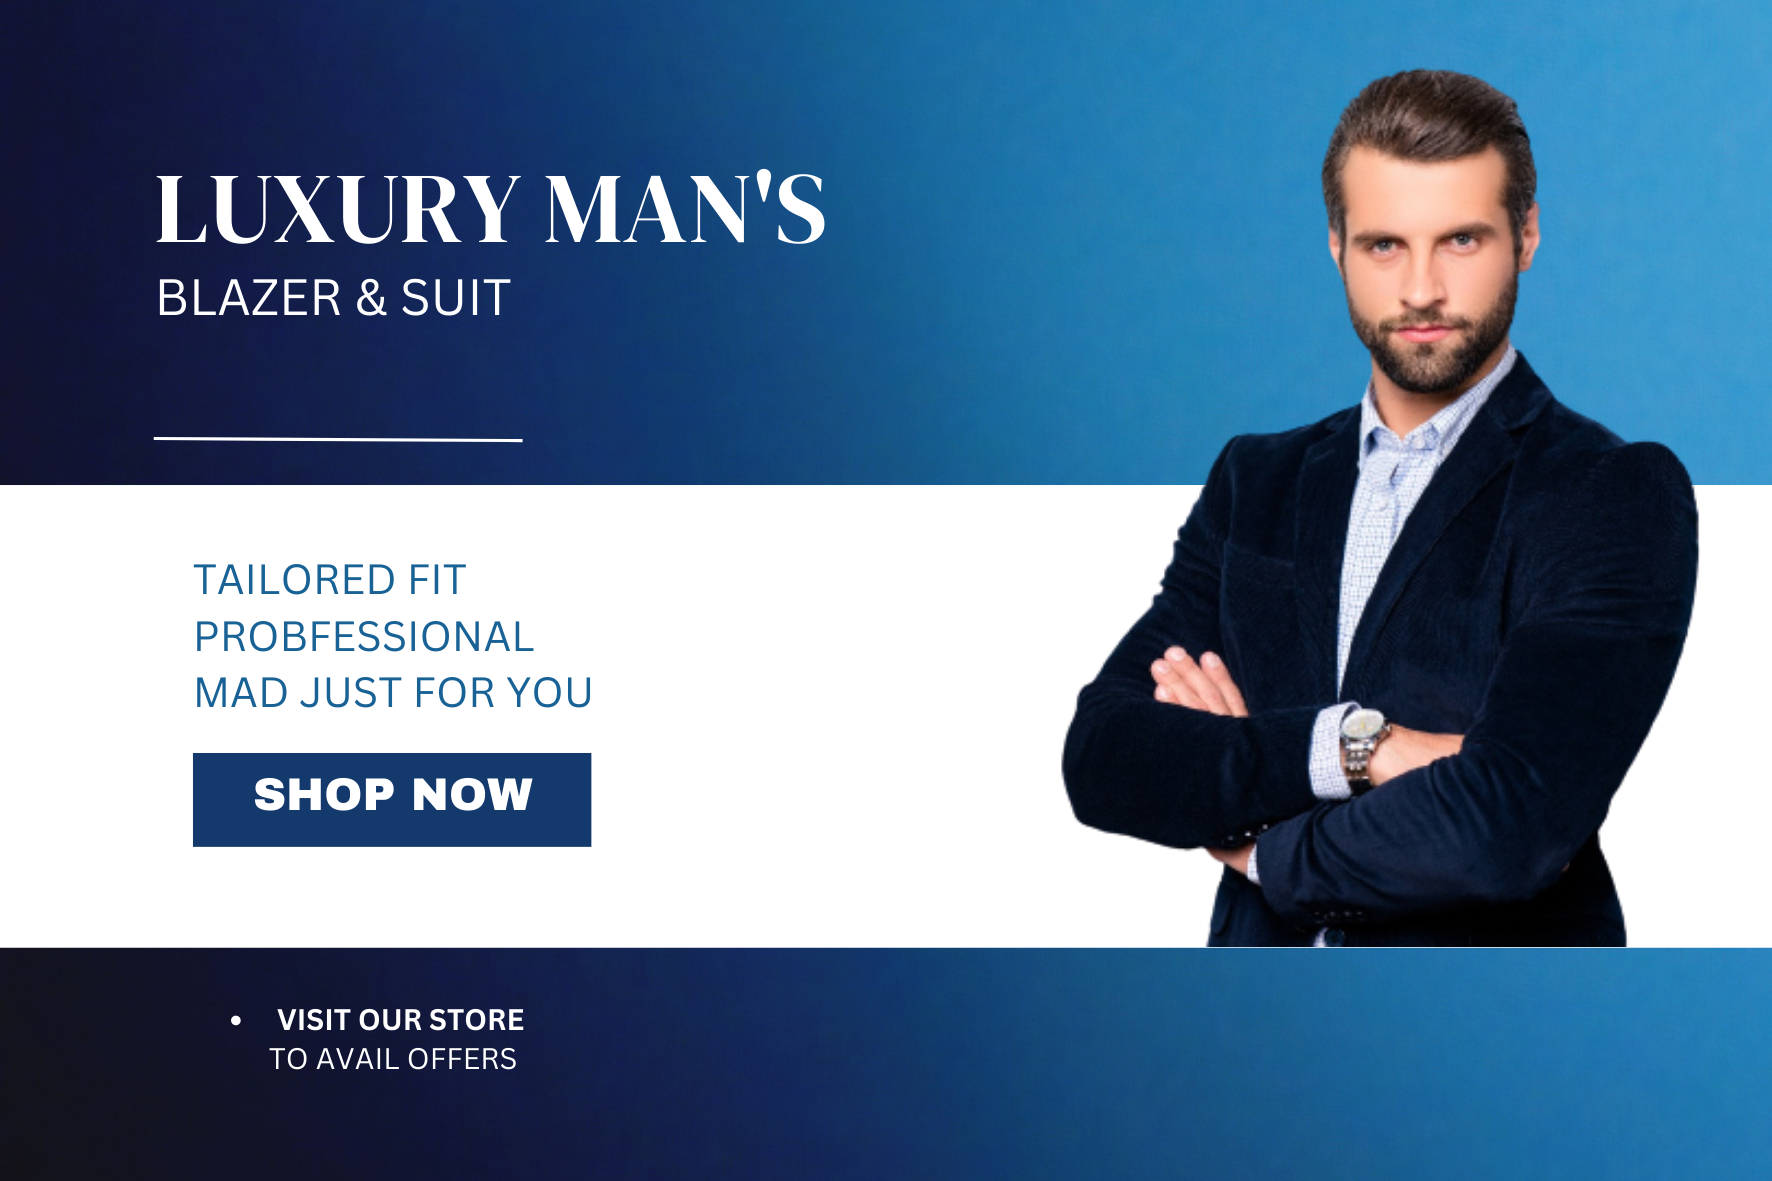 LUXURY MAN'S
BLAZER & SUIT
TAILORED FIT
PROBFESSIONAL
MAD JUST FOR YOU
SHOP NOW
• VISIT OUR STORE
TO AVAIL OFFERS